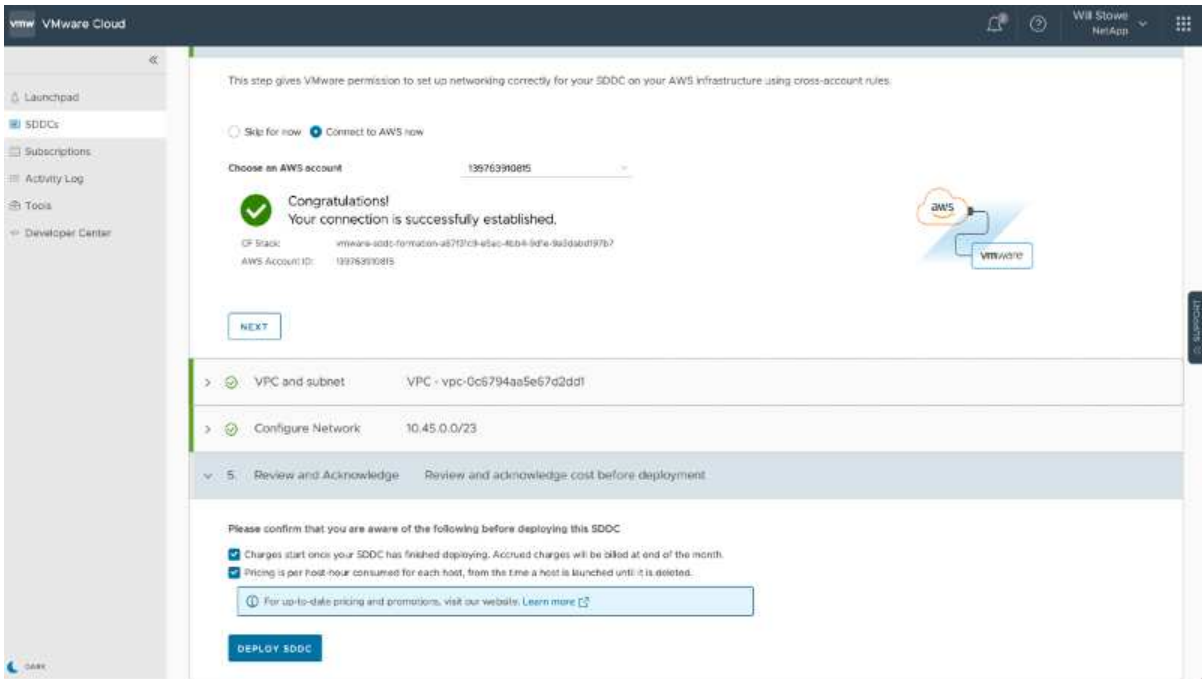 vmw VMware Cloud
Will Stowe
NetApp
Launchpad
SDDCs
Subscriptions
Activity Log
Tools
Developer Center
DARK
This step gives VMware permission to set up networking correctly for your SDDC on your AWS infrastructure using cross-account rules.
Skip for now Connect to AWS now
Choose an AWS account 139763910815
Congratulations!
Your connection is successfully established.
CF Stack:
AWS Account ID: 139763910815
aws
vmware
NEXT
SUPPORT
VPC and subnet VPC - vpc-0c6794aa5e67d2dd1
Configure Network 10.45.0.0/23
5. Review and Acknowledge Review and acknowledge cost before deployment
Please confirm that you are aware of the following before deploying this SDDC
Charges start once your SDDC has finished deploying. Accrued charges will be billed at end of the month.
Pricing is per host-hour consumed for each host, from the time a host is launched until it is deleted.
For up-to-date pricing and promotions, visit our website. Learn more
DEPLOY SDDC